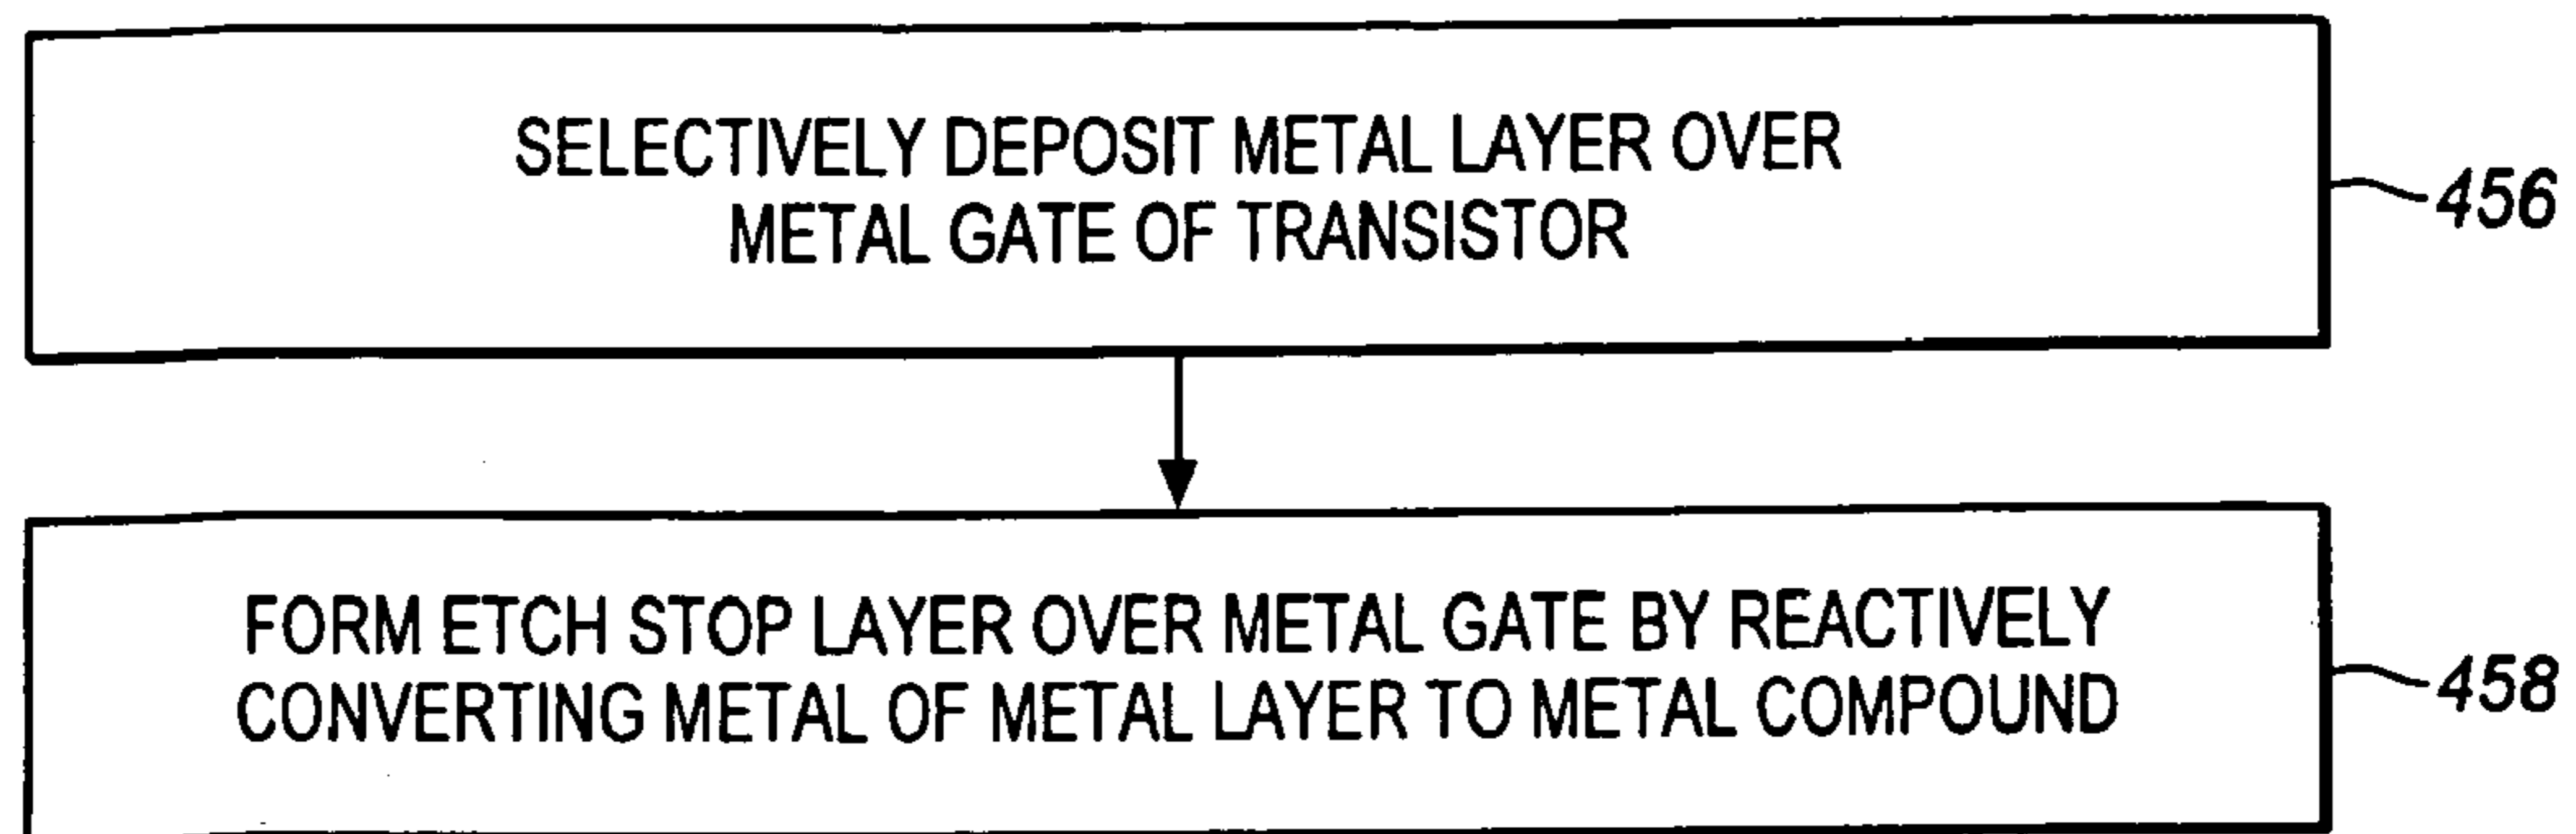 SELECTIVELY DEPOSIT METAL LAYER OVER
METAL GATE OF TRANSISTOR
456
FORM ETCH STOP LAYER OVER METAL GATE BY REACTIVELY
CONVERTING METAL OF METAL LAYER TO METAL COMPOUND
458